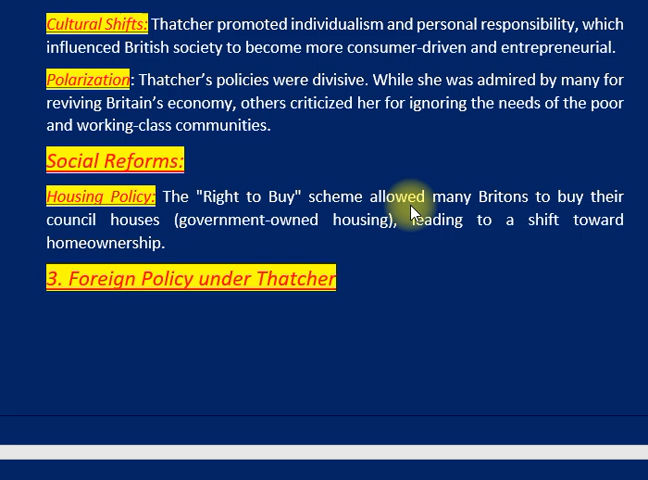 Cultural Shifts: Thatcher promoted individualism and personal responsibility, which
influenced British society to become more consumer-driven and entrepreneurial.
Polarization: Thatcher’s policies were divisive. While she was admired by many for
reviving Britain’s economy, others criticized her for ignoring the needs of the poor
and working-class communities.
Social Reforms:
Housing Policy: The "Right to Buy" scheme allowed many Britons to buy their
council houses (government-owned housing), leading to a shift toward
homeownership.
3. Foreign Policy under Thatcher